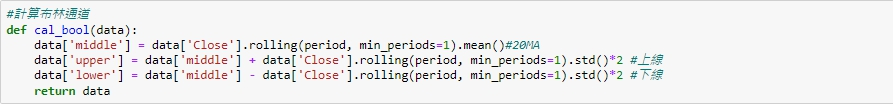 #計算布林通道
def cal_bool(data):
    data['middle'] = data['Close'].rolling(period, min_periods=1).mean()#20MA
    data['upper'] = data['middle'] + data['Close'].rolling(period, min_periods=1).std()*2 #上線
    data['lower'] = data['middle'] - data['Close'].rolling(period, min_periods=1).std()*2 #下線
    return data